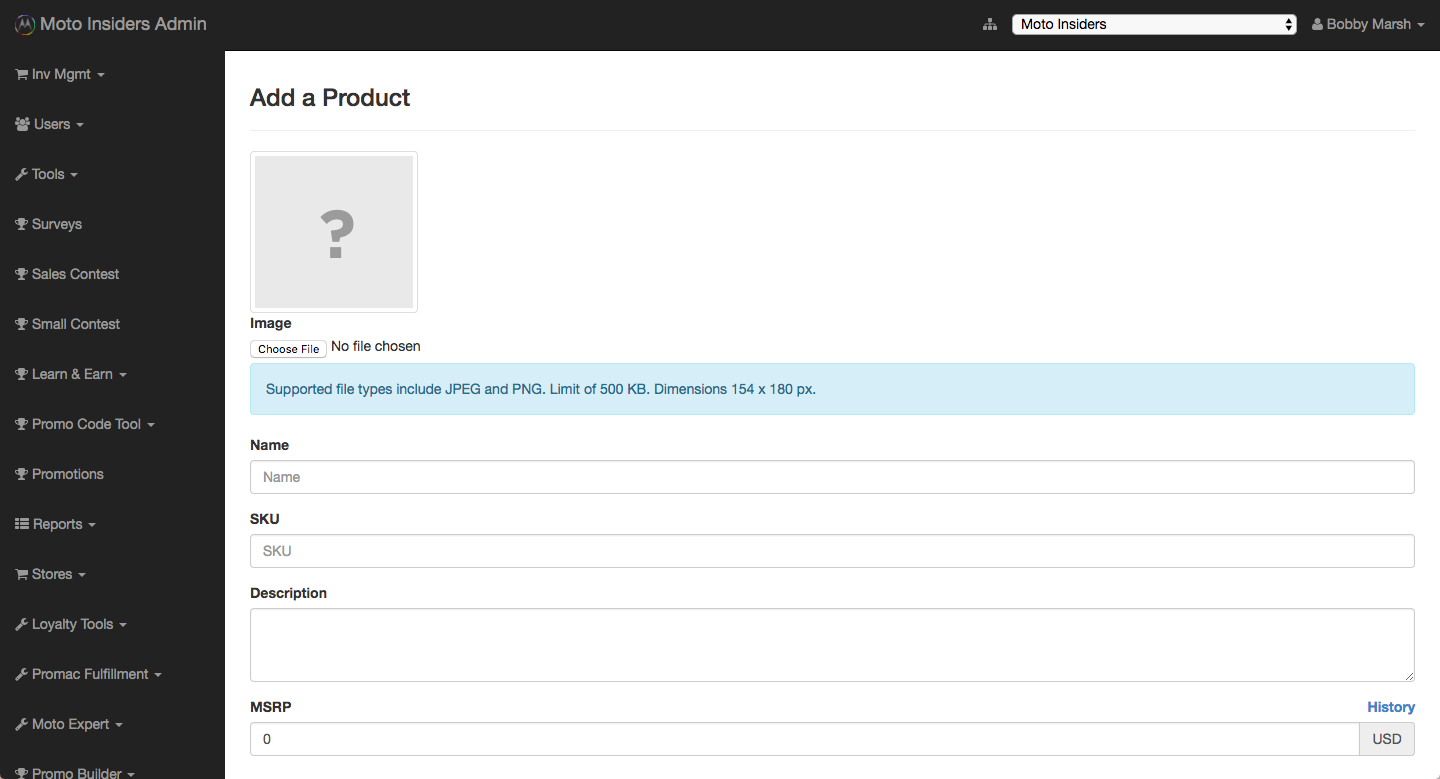 Moto Insiders Admin
Moto Insiders
Bobby Marsh
Inv Mgmt
Users
Tools
Surveys
Sales Contest
Small Contest
Learn & Earn
Promo Code Tool
Promotions
Reports
Stores
Loyalty Tools
Promac Fulfillment
Moto Expert
Promo Builder
Add a Product
?
Image
Choose File No file chosen
Supported file types include JPEG and PNG. Limit of 500 KB. Dimensions 154 x 180 px.
Name
Name
SKU
SKU
Description
MSRP History
0 USD